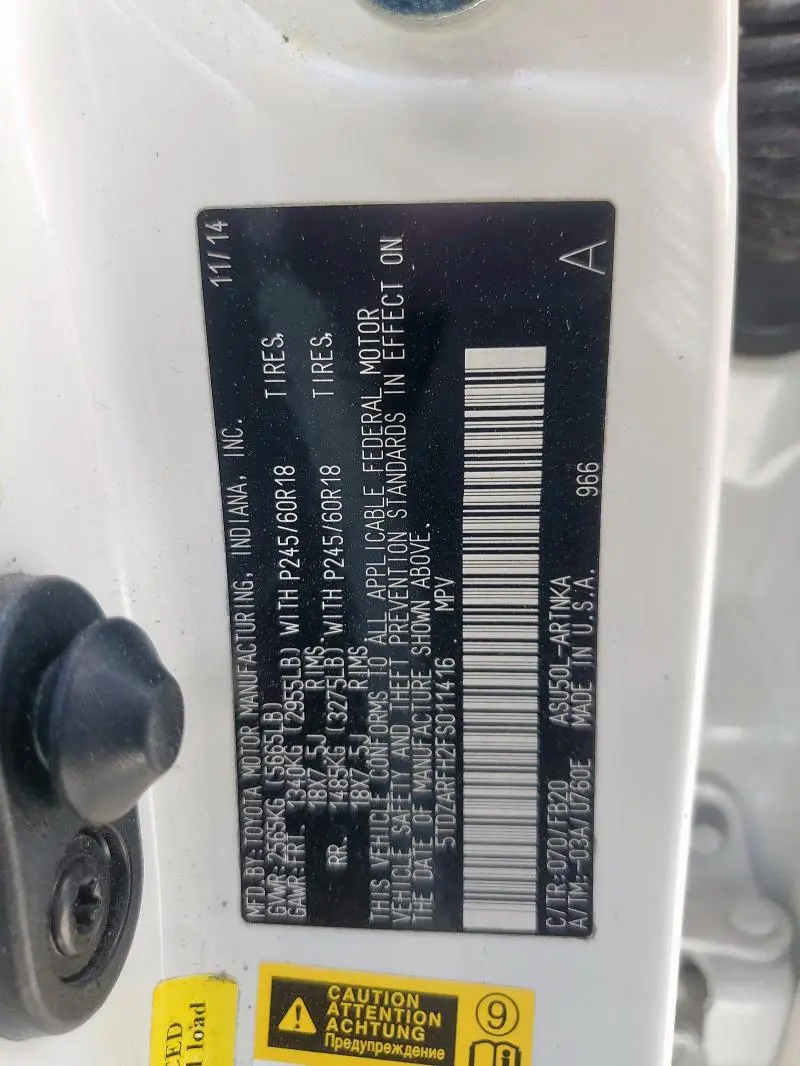 MFD.BY:TOYOTA MOTOR MANUFACTURING, INDIANA, INC. 11/14
GVWR:2565KG (5665LB)
GAWR:FRT- 1340KG (2955LB) WITH P245/60R18 TIRES,
18X7.5J RIMS
RR- 1485KG (3275LB) WITH P245/60R18 TIRES,
18X7.5J RIMS
THIS VEHICLE CONFORMS TO ALL APPLICABLE FEDERAL MOTOR
VEHICLE SAFETY AND THEFT PREVENTION STANDARDS IN EFFECT ON
THE DATE OF MANUFACTURE SHOWN ABOVE.
5TDZARFH2FS011416 . MPV
C/TR:070/FB20 ASU50L-ARTNKA
A/TM:-03A/U760E MADE IN U.S.A. 966 A
CED
l load
CAUTION
ATTENTION
ACHTUNG
Предупреждение
9